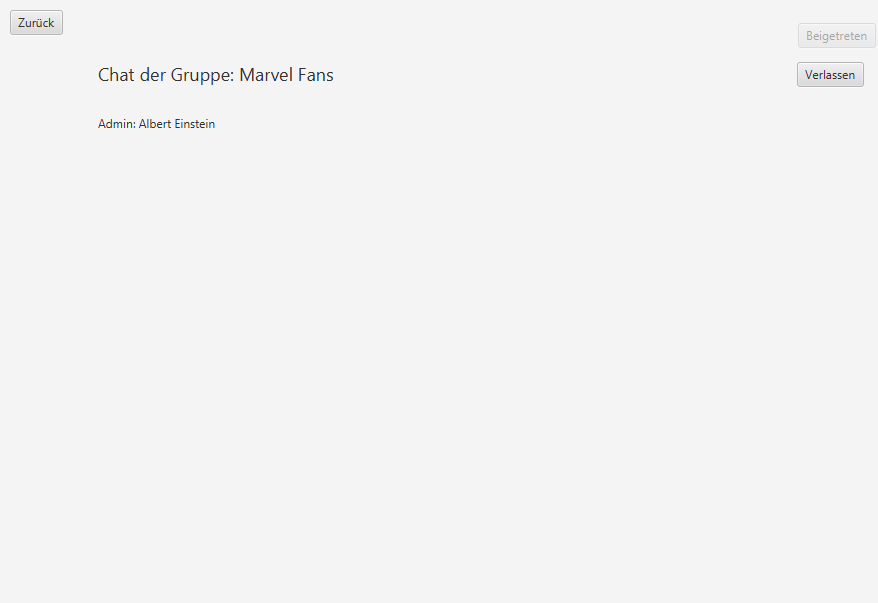 Zurück
Beigetreten
Chat der Gruppe: Marvel Fans
Verlassen
Admin: Albert Einstein